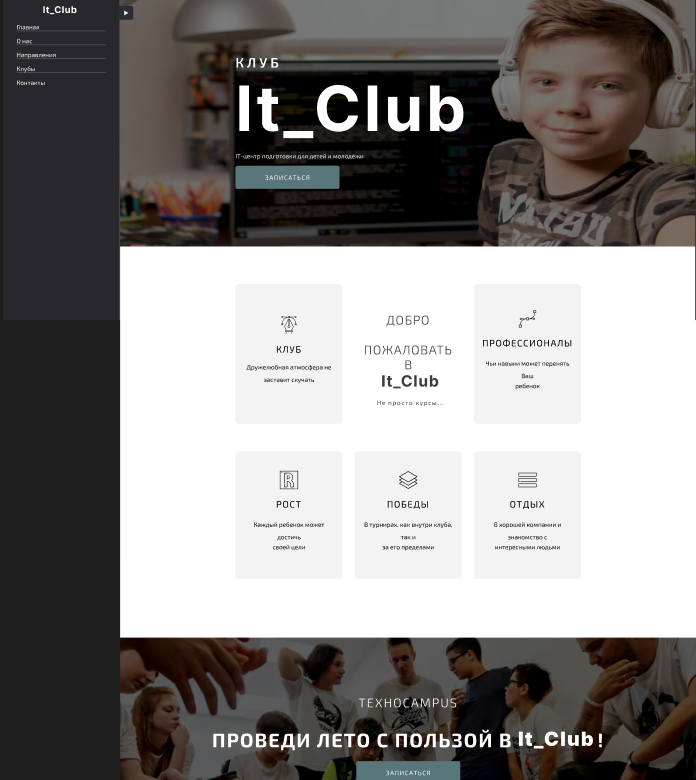 It_Club
Главная
О нас
Направления
Клубы
Контакты
КЛУБ
It_Club
IT-центр подготовки для детей и молодежи
ЗАПИСАТЬСЯ
КЛУБ
Дружелюбная атмосфера не
заставит скучать
ДОБРО
ПОЖАЛОВАТЬ
В
It_Club
Не просто курсы...
ПРОФЕССИОНАЛЫ
Чьи навыки может перенять
Ваш
ребенок
РОСТ
Каждый ребенок может
достичь
своей цели
ПОБЕДЫ
В турнирах, как внутри клуба,
так и
за его пределами
ОТДЫХ
В хорошей компании и
знакомство с
интересными людьми
ТЕХНОCAMPUS
ПРОВЕДИ ЛЕТО С ПОЛЬЗОЙ В It_Club !
ЗАПИСАТЬСЯ